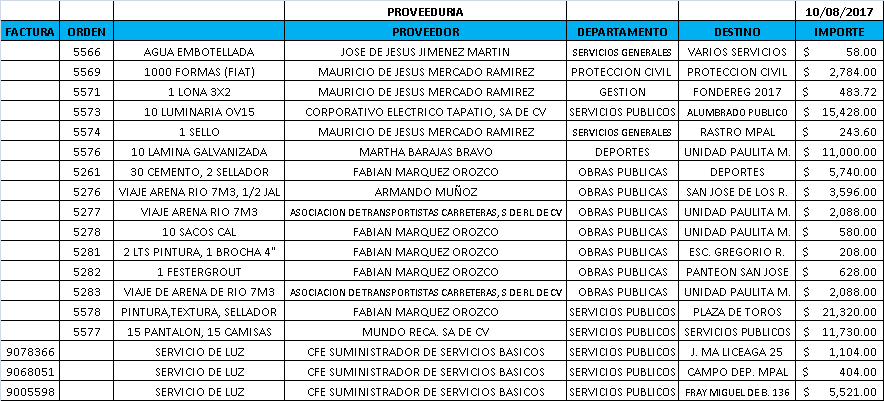 PROVEEDURIA 10/08/2017
FACTURA ORDEN PROVEEDOR DEPARTAMENTO DESTINO IMPORTE
5566 AGUA EMBOTELLADA JOSE DE JESUS JIMENEZ MARTIN SERVICIOS GENERALES VARIOS SERVICIOS $ 58.00
5569 1000 FORMAS (FIAT) MAURICIO DE JESUS MERCADO RAMIREZ PROTECCION CIVIL PROTECCION CIVIL $ 2,784.00
5571 1 LONA 3X2 MAURICIO DE JESUS MERCADO RAMIREZ GESTION FONDEREG 2017 $ 483.72
5573 10 LUMINARIA OV15 CORPORATIVO ELECTRICO TAPATIO, SA DE CV SERVICIOS PUBLICOS ALUMBRADO PUBLICO $ 15,428.00
5574 1 SELLO MAURICIO DE JESUS MERCADO RAMIREZ SERVICIOS GENERALES RASTRO MPAL $ 243.60
5576 10 LAMINA GALVANIZADA MARTHA BARAJAS BRAVO DEPORTES UNIDAD PAULITA M. $ 11,000.00
5261 30 CEMENTO, 2 SELLADOR FABIAN MARQUEZ OROZCO OBRAS PUBLICAS DEPORTES $ 5,740.00
5276 VIAJE ARENA RIO 7M3, 1/2 JAL ARMANDO MUÑOZ OBRAS PUBLICAS SAN JOSE DE LOS R. $ 3,596.00
5277 VIAJE ARENA RIO 7M3 ASOCIACION DE TRANSPORTISTAS CARRETERAS, S DE RL DE CV OBRAS PUBLICAS UNIDAD PAULITA M. $ 2,088.00
5278 10 SACOS CAL FABIAN MARQUEZ OROZCO OBRAS PUBLICAS UNIDAD PAULITA M. $ 580.00
5281 2 LTS PINTURA, 1 BROCHA 4" FABIAN MARQUEZ OROZCO OBRAS PUBLICAS ESC. GREGORIO R. $ 208.00
5282 1 FESTERGROUT FABIAN MARQUEZ OROZCO OBRAS PUBLICAS PANTEON SAN JOSE $ 628.00
5283 VIAJE DE ARENA DE RIO 7M3 ASOCIACION DE TRANSPORTISTAS CARRETERAS, S DE RL DE CV OBRAS PUBLICAS UNIDAD PAULITA M. $ 2,088.00
5578 PINTURA,TEXTURA, SELLADOR FABIAN MARQUEZ OROZCO SERVICIOS PUBLICOS PLAZA DE TOROS $ 21,320.00
5577 15 PANTALON, 15 CAMISAS MUNDO RECA. SA DE CV SERVICIOS PUBLICOS SERVICIOS PUBLICOS $ 11,730.00
9078366 SERVICIO DE LUZ CFE SUMINISTRADOR DE SERVICIOS BASICOS SERVICIOS PUBLICOS J. MA LICEAGA 25 $ 1,104.00
9068051 SERVICIO DE LUZ CFE SUMINISTRADOR DE SERVICIOS BASICOS SERVICIOS PUBLICOS CAMPO DEP. MPAL $ 404.00
9005598 SERVICIO DE LUZ CFE SUMINISTRADOR DE SERVICIOS BASICOS SERVICIOS PUBLICOS FRAY MIGUEL DE B. 136 $ 5,521.00